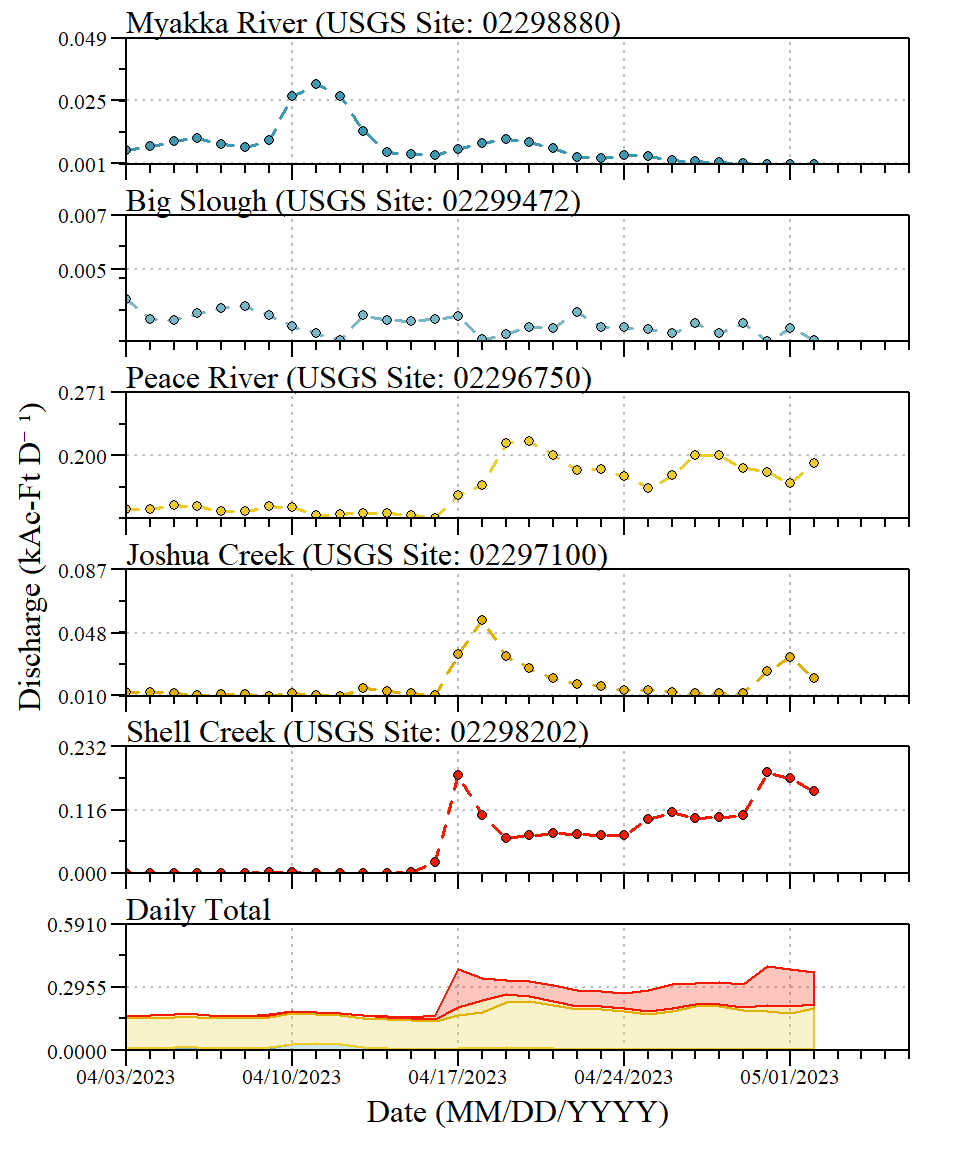 Myakka River (USGS Site: 02298880)
0.049
0.025
0.001
Big Slough (USGS Site: 02299472)
0.007
0.005
Peace River (USGS Site: 02296750)
0.271
0.200
Joshua Creek (USGS Site: 02297100)
0.087
0.048
0.010
Shell Creek (USGS Site: 02298202)
0.232
0.116
0.000
Daily Total
0.5910
0.2955
0.0000
04/03/2023 04/10/2023 04/17/2023 04/24/2023 05/01/2023
Date (MM/DD/YYYY)
Discharge (kAc-Ft D⁻¹)